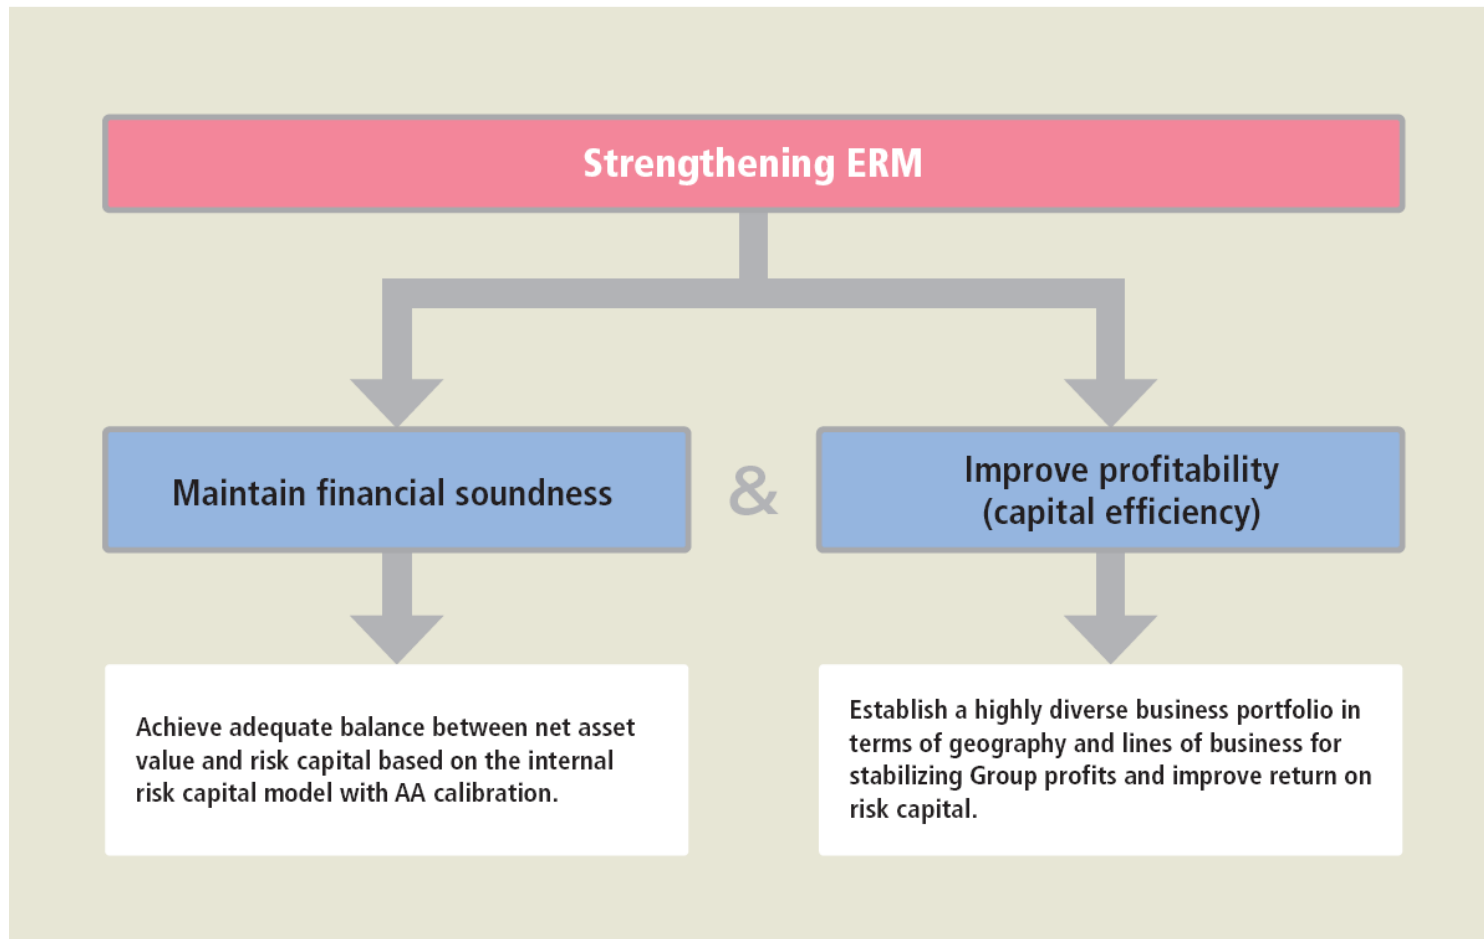 Strengthening ERM
Maintain financial soundness
&
Improve profitability
(capital efficiency)
Achieve adequate balance between net asset
value and risk capital based on the internal
risk capital model with AA calibration.
Establish a highly diverse business portfolio in
terms of geography and lines of business for
stabilizing Group profits and improve return on
risk capital.